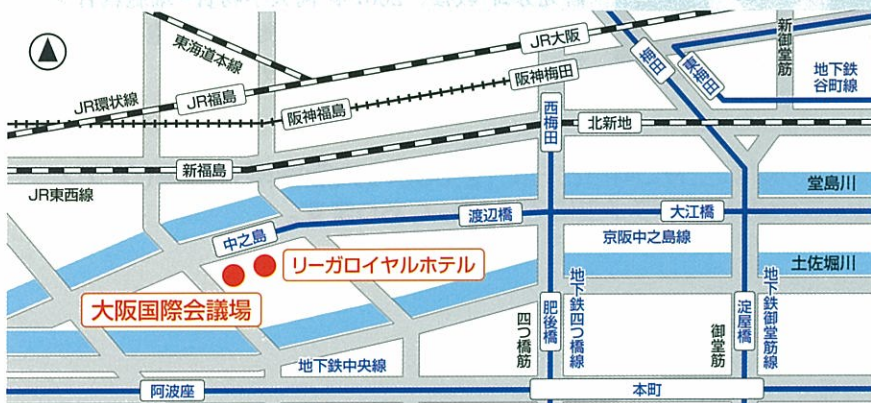 東海道本線
JR大阪
梅田
東梅田
新御堂筋
地下鉄
谷町線
JR環状線
JR福島
阪神福島
阪神梅田
西梅田
北新地
新福島
JR東西線
堂島川
中之島
渡辺橋
大江橋
京阪中之島線
リーガロイヤルホテル
土佐堀川
大阪国際会議場
四つ橋筋
肥後橋
地下鉄四つ橋線
御堂筋
淀屋橋
地下鉄御堂筋線
地下鉄中央線
阿波座
本町